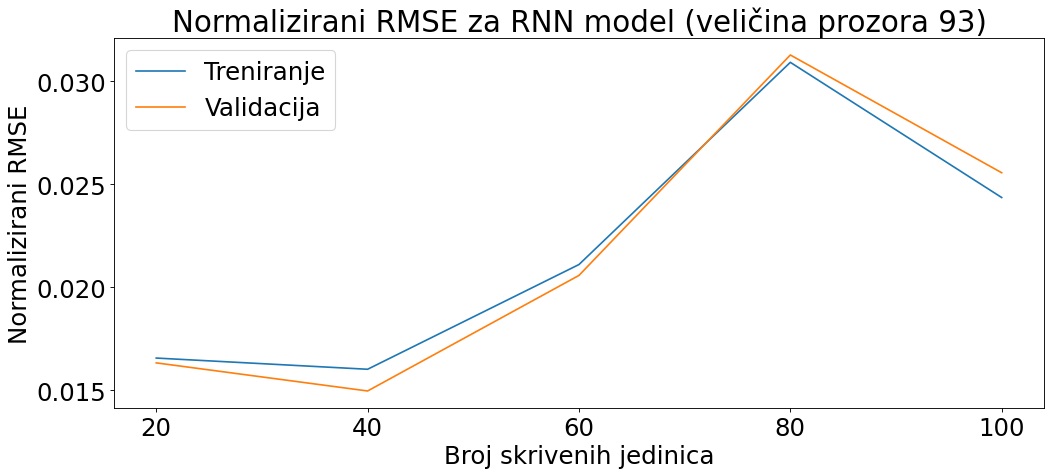 Normalizirani RMSE za RNN model (veličina prozora 93)
Treniranje
Validacija
Normalizirani RMSE
0.030
0.025
0.020
0.015
20 40 60 80 100
Broj skrivenih jedinica